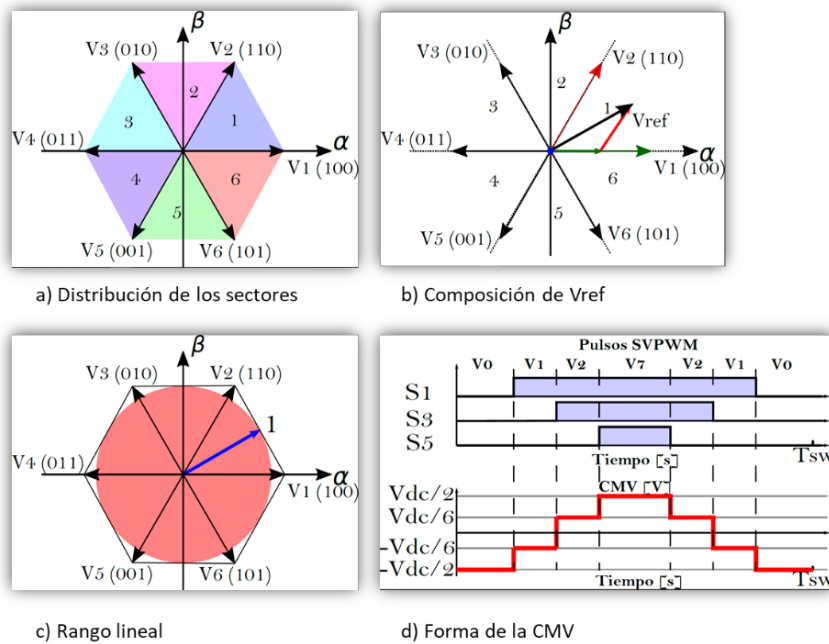 β
V3 (010)
V2 (110)
2
3
1
V4 (011)
α
V1 (100)
4
6
5
V5 (001)
V6 (101)
a) Distribución de los sectores
β
V3 (010)
V2 (110)
2
1
3
Vref
V4 (011)
α
V1 (100)
6
4
5
V5 (001)
V6 (101)
b) Composición de Vref
β
V3 (010)
V2 (110)
1
V4 (011)
α
V1 (100)
V5 (001)
V6 (101)
c) Rango lineal
Pulsos SVPWM
V0 V1 V2 V7 V2 V1 V0
S1
S3
S5
Tiempo [s]
Tsw
CMV [V]
Vdc/2
Vdc/6
-Vdc/6
-Vdc/2
Tiempo [s]
Tsw
d) Forma de la CMV